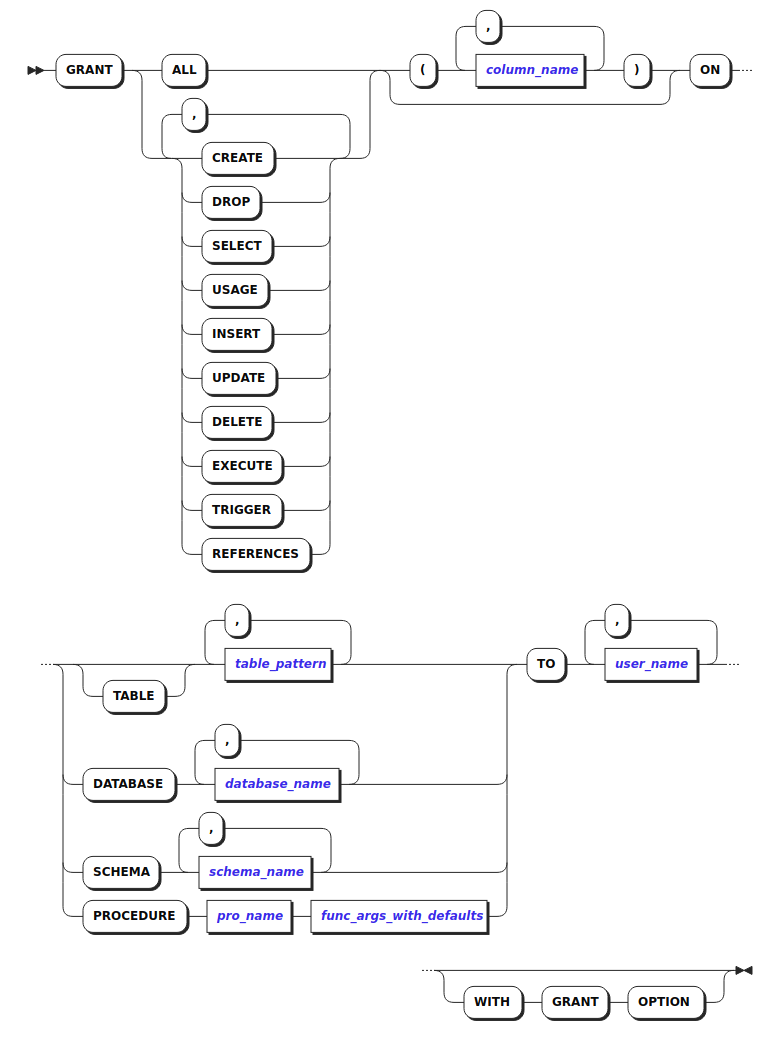 ,
GRANT ALL ( column_name ) ON
,
CREATE
DROP
SELECT
USAGE
INSERT
UPDATE
DELETE
EXECUTE
TRIGGER
REFERENCES
, ,
table_pattern TO user_name
TABLE
,
DATABASE database_name
,
SCHEMA schema_name
PROCEDURE pro_name func_args_with_defaults
WITH GRANT OPTION